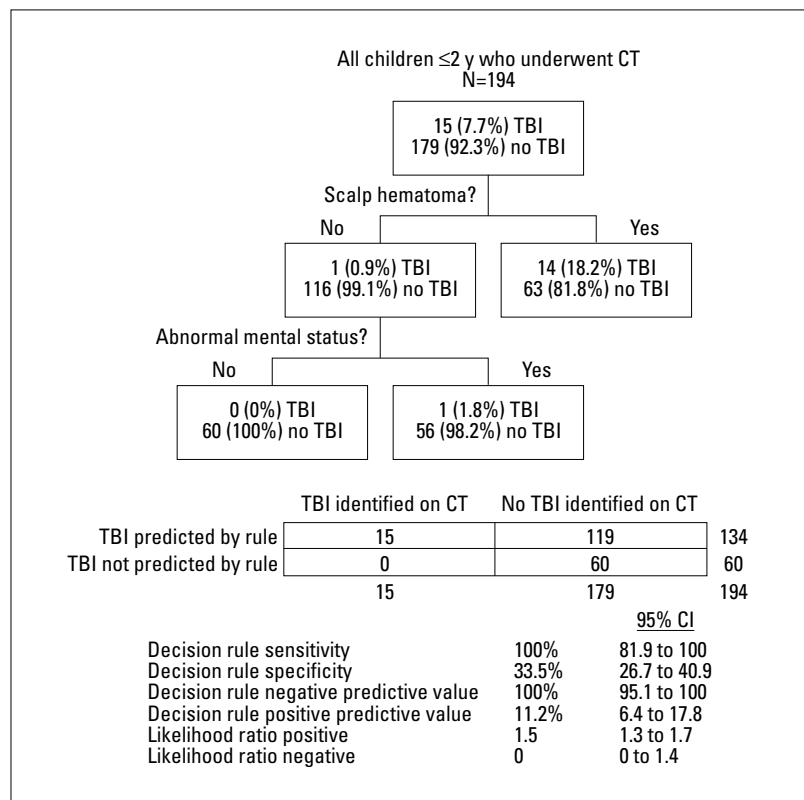 All children ≤2 y who underwent CT
N=194
15 (7.7%) TBI
179 (92.3%) no TBI
Scalp hematoma?
No Yes
1 (0.9%) TBI 14 (18.2%) TBI
116 (99.1%) no TBI 63 (81.8%) no TBI
Abnormal mental status?
No Yes
0 (0%) TBI 1 (1.8%) TBI
60 (100%) no TBI 56 (98.2%) no TBI
TBI identified on CT No TBI identified on CT
TBI predicted by rule 15 119 134
TBI not predicted by rule 0 60 60
15 179 194
95% CI
Decision rule sensitivity 100% 81.9 to 100
Decision rule specificity 33.5% 26.7 to 40.9
Decision rule negative predictive value 100% 95.1 to 100
Decision rule positive predictive value 11.2% 6.4 to 17.8
Likelihood ratio positive 1.5 1.3 to 1.7
Likelihood ratio negative 0 0 to 1.4